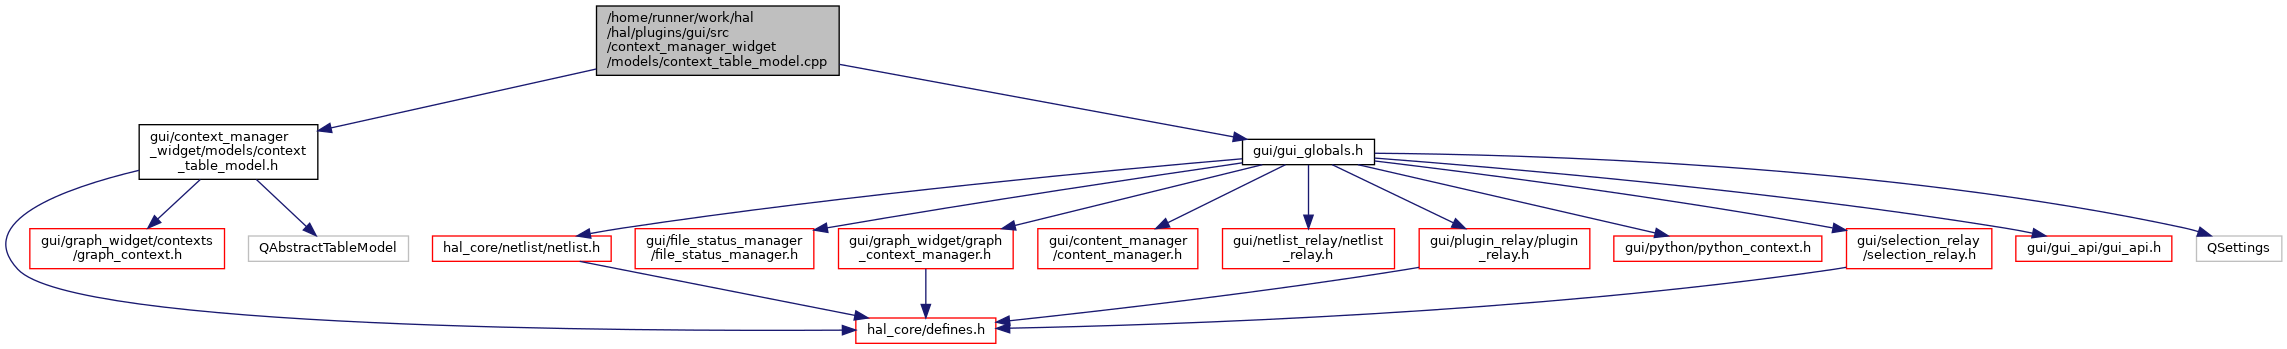 /home/runner/work/hal
/hal/plugins/gui/src
/context_manager_widget
/models/context_table_model.cpp
gui/context_manager
_widget/models/context
_table_model.h
gui/gui_globals.h
gui/graph_widget/contexts
/graph_context.h
QAbstractTableModel
hal_core/netlist/netlist.h
gui/file_status_manager
/file_status_manager.h
gui/graph_widget/graph
_context_manager.h
gui/content_manager
/content_manager.h
gui/netlist_relay/netlist
_relay.h
gui/plugin_relay/plugin
_relay.h
gui/python/python_context.h
gui/selection_relay
/selection_relay.h
gui/gui_api/gui_api.h
QSettings
hal_core/defines.h